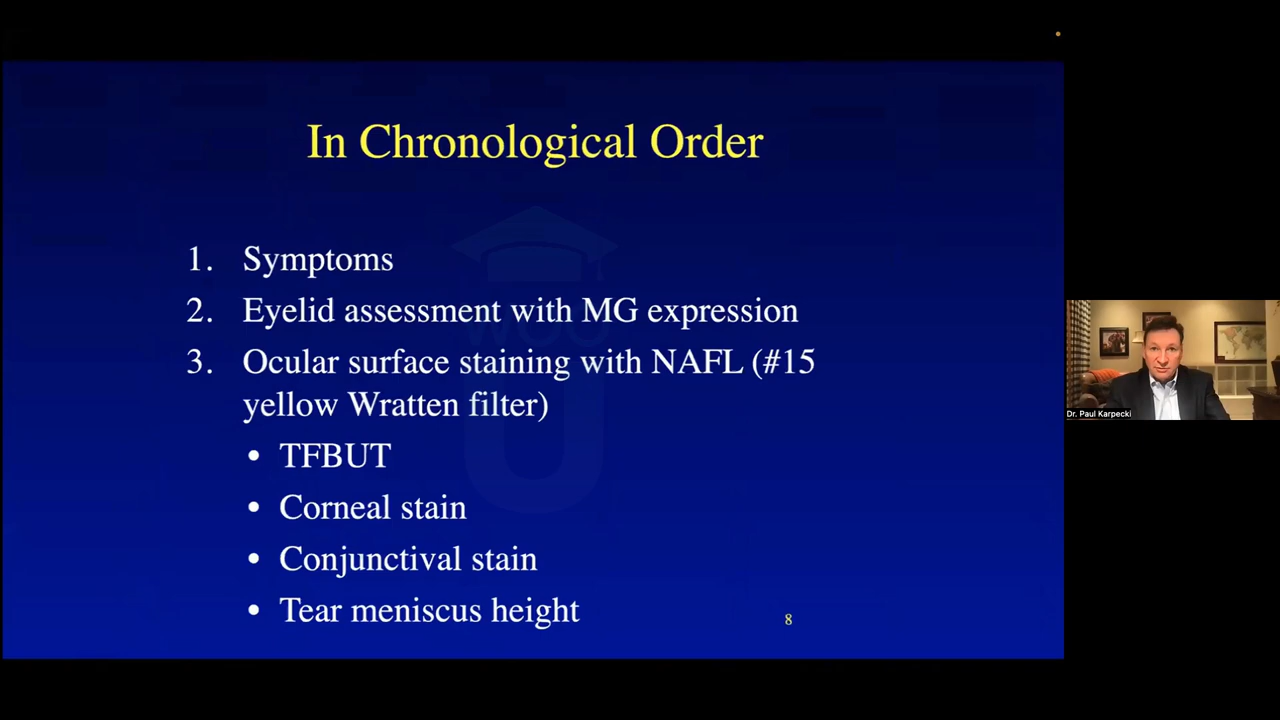 In Chronological Order
1. Symptoms
2. Eyelid assessment with MG expression
3. Ocular surface staining with NAFL (#15
yellow Wratten filter)
• TFBUT
• Corneal stain
• Conjunctival stain
• Tear meniscus height
8
WOO
U
Dr. Paul Karpecki